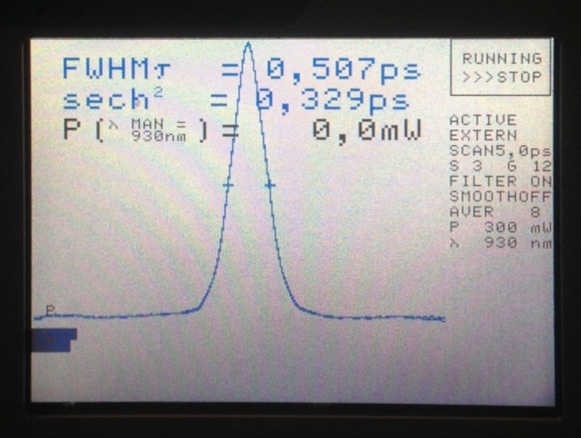 FWHMτ = 0,507ps
sech² = 0,329ps
P (λ MAN = 930nm) = 0,0mW
RUNNING
>>>STOP
ACTIVE
EXTERN
SCAN5,0ps
S 3 G 12
FILTER ON
SMOOTHOFF
AVER 8
P 300 mW
λ 930 nm
P